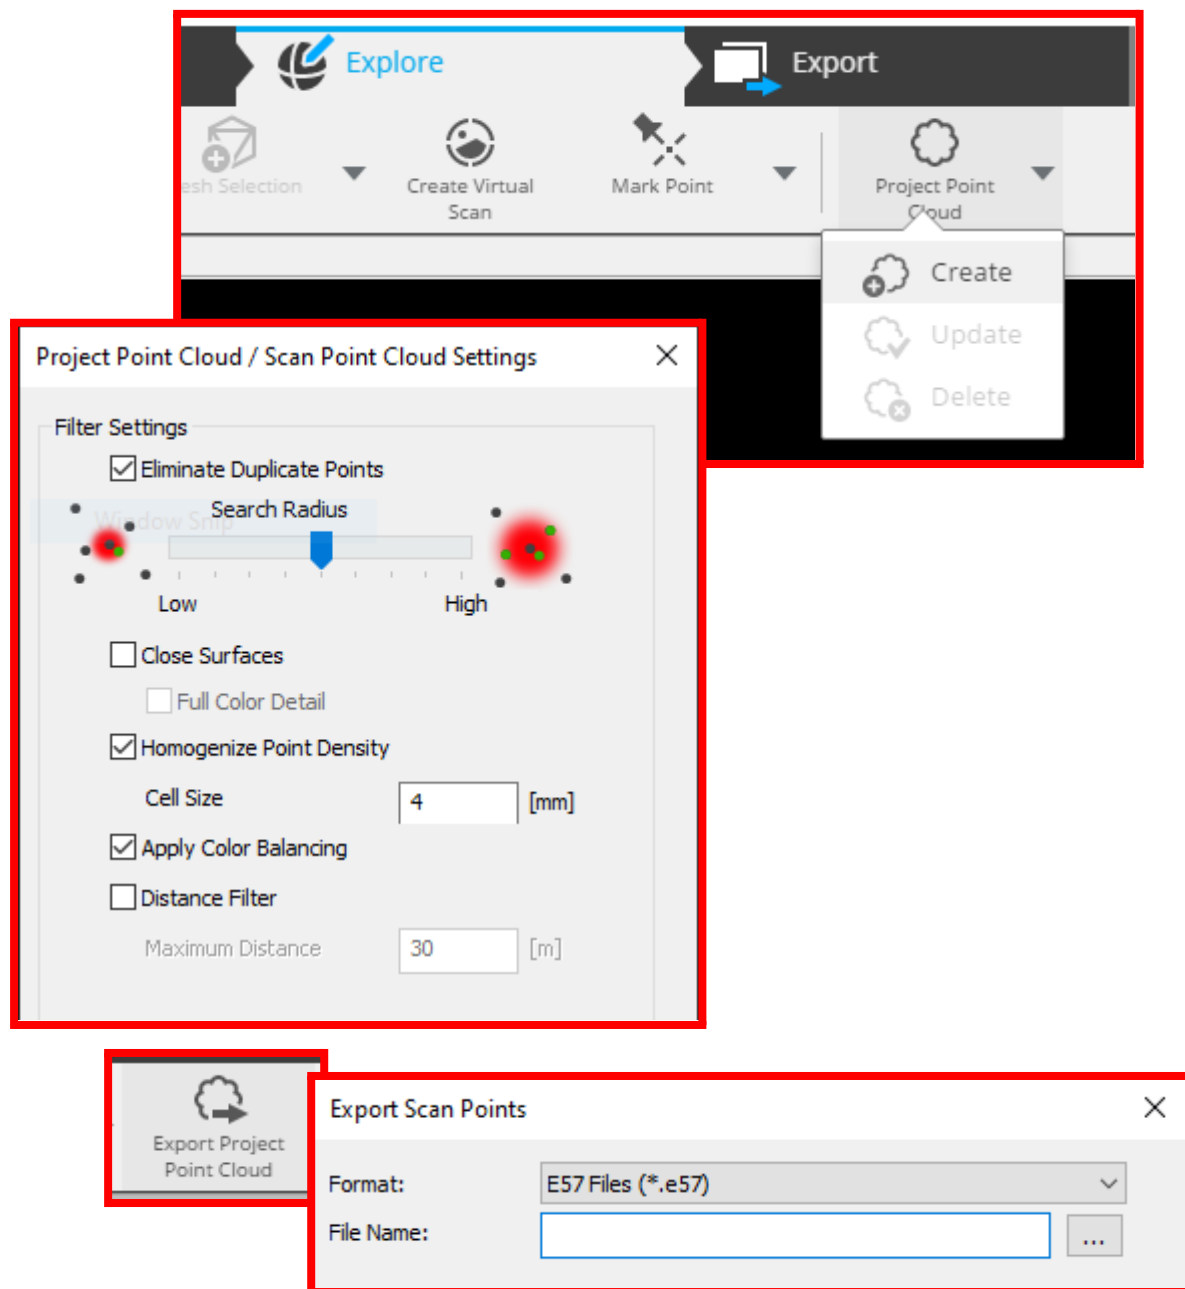 Explore
Export
esh Selection
Create Virtual
Scan
Mark Point
Project Point
Cloud
Create
Update
Delete
Project Point Cloud / Scan Point Cloud Settings
Filter Settings
Eliminate Duplicate Points
Window Snip
Search Radius
Low
High
Close Surfaces
Full Color Detail
Homogenize Point Density
Cell Size 4 [mm]
Apply Color Balancing
Distance Filter
Maximum Distance 30 [m]
Export Project
Point Cloud
Export Scan Points
Format: E57 Files (*.e57)
File Name:
...